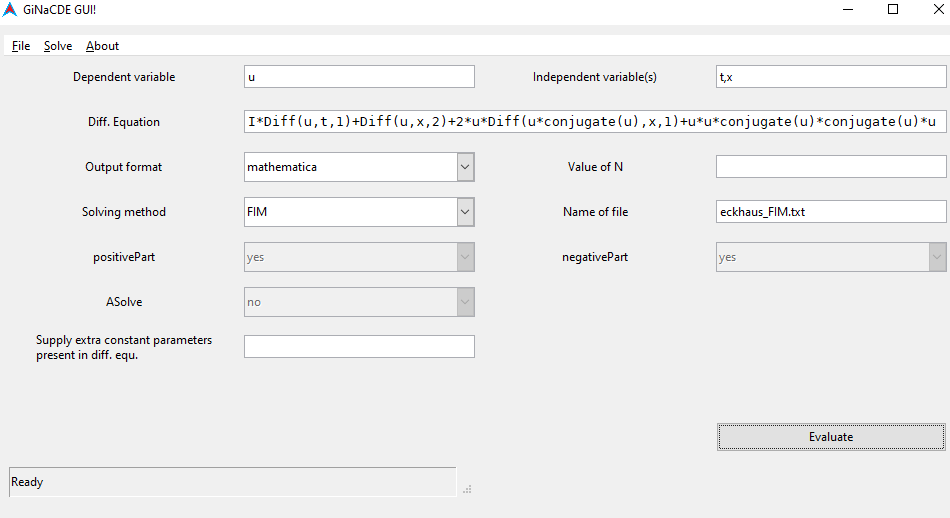 GiNaCDE GUI!
File Solve About
Dependent variable u Independent variable(s) t,x
Diff. Equation I*Diff(u,t,1)+Diff(u,x,2)+2*u*Diff(u*conjugate(u),x,1)+u*u*conjugate(u)*conjugate(u)*u
Output format mathematica Value of N
Solving method FIM Name of file eckhaus_FIM.txt
positivePart yes negativePart yes
ASolve no
Supply extra constant parameters
present in diff. equ.
Evaluate
Ready